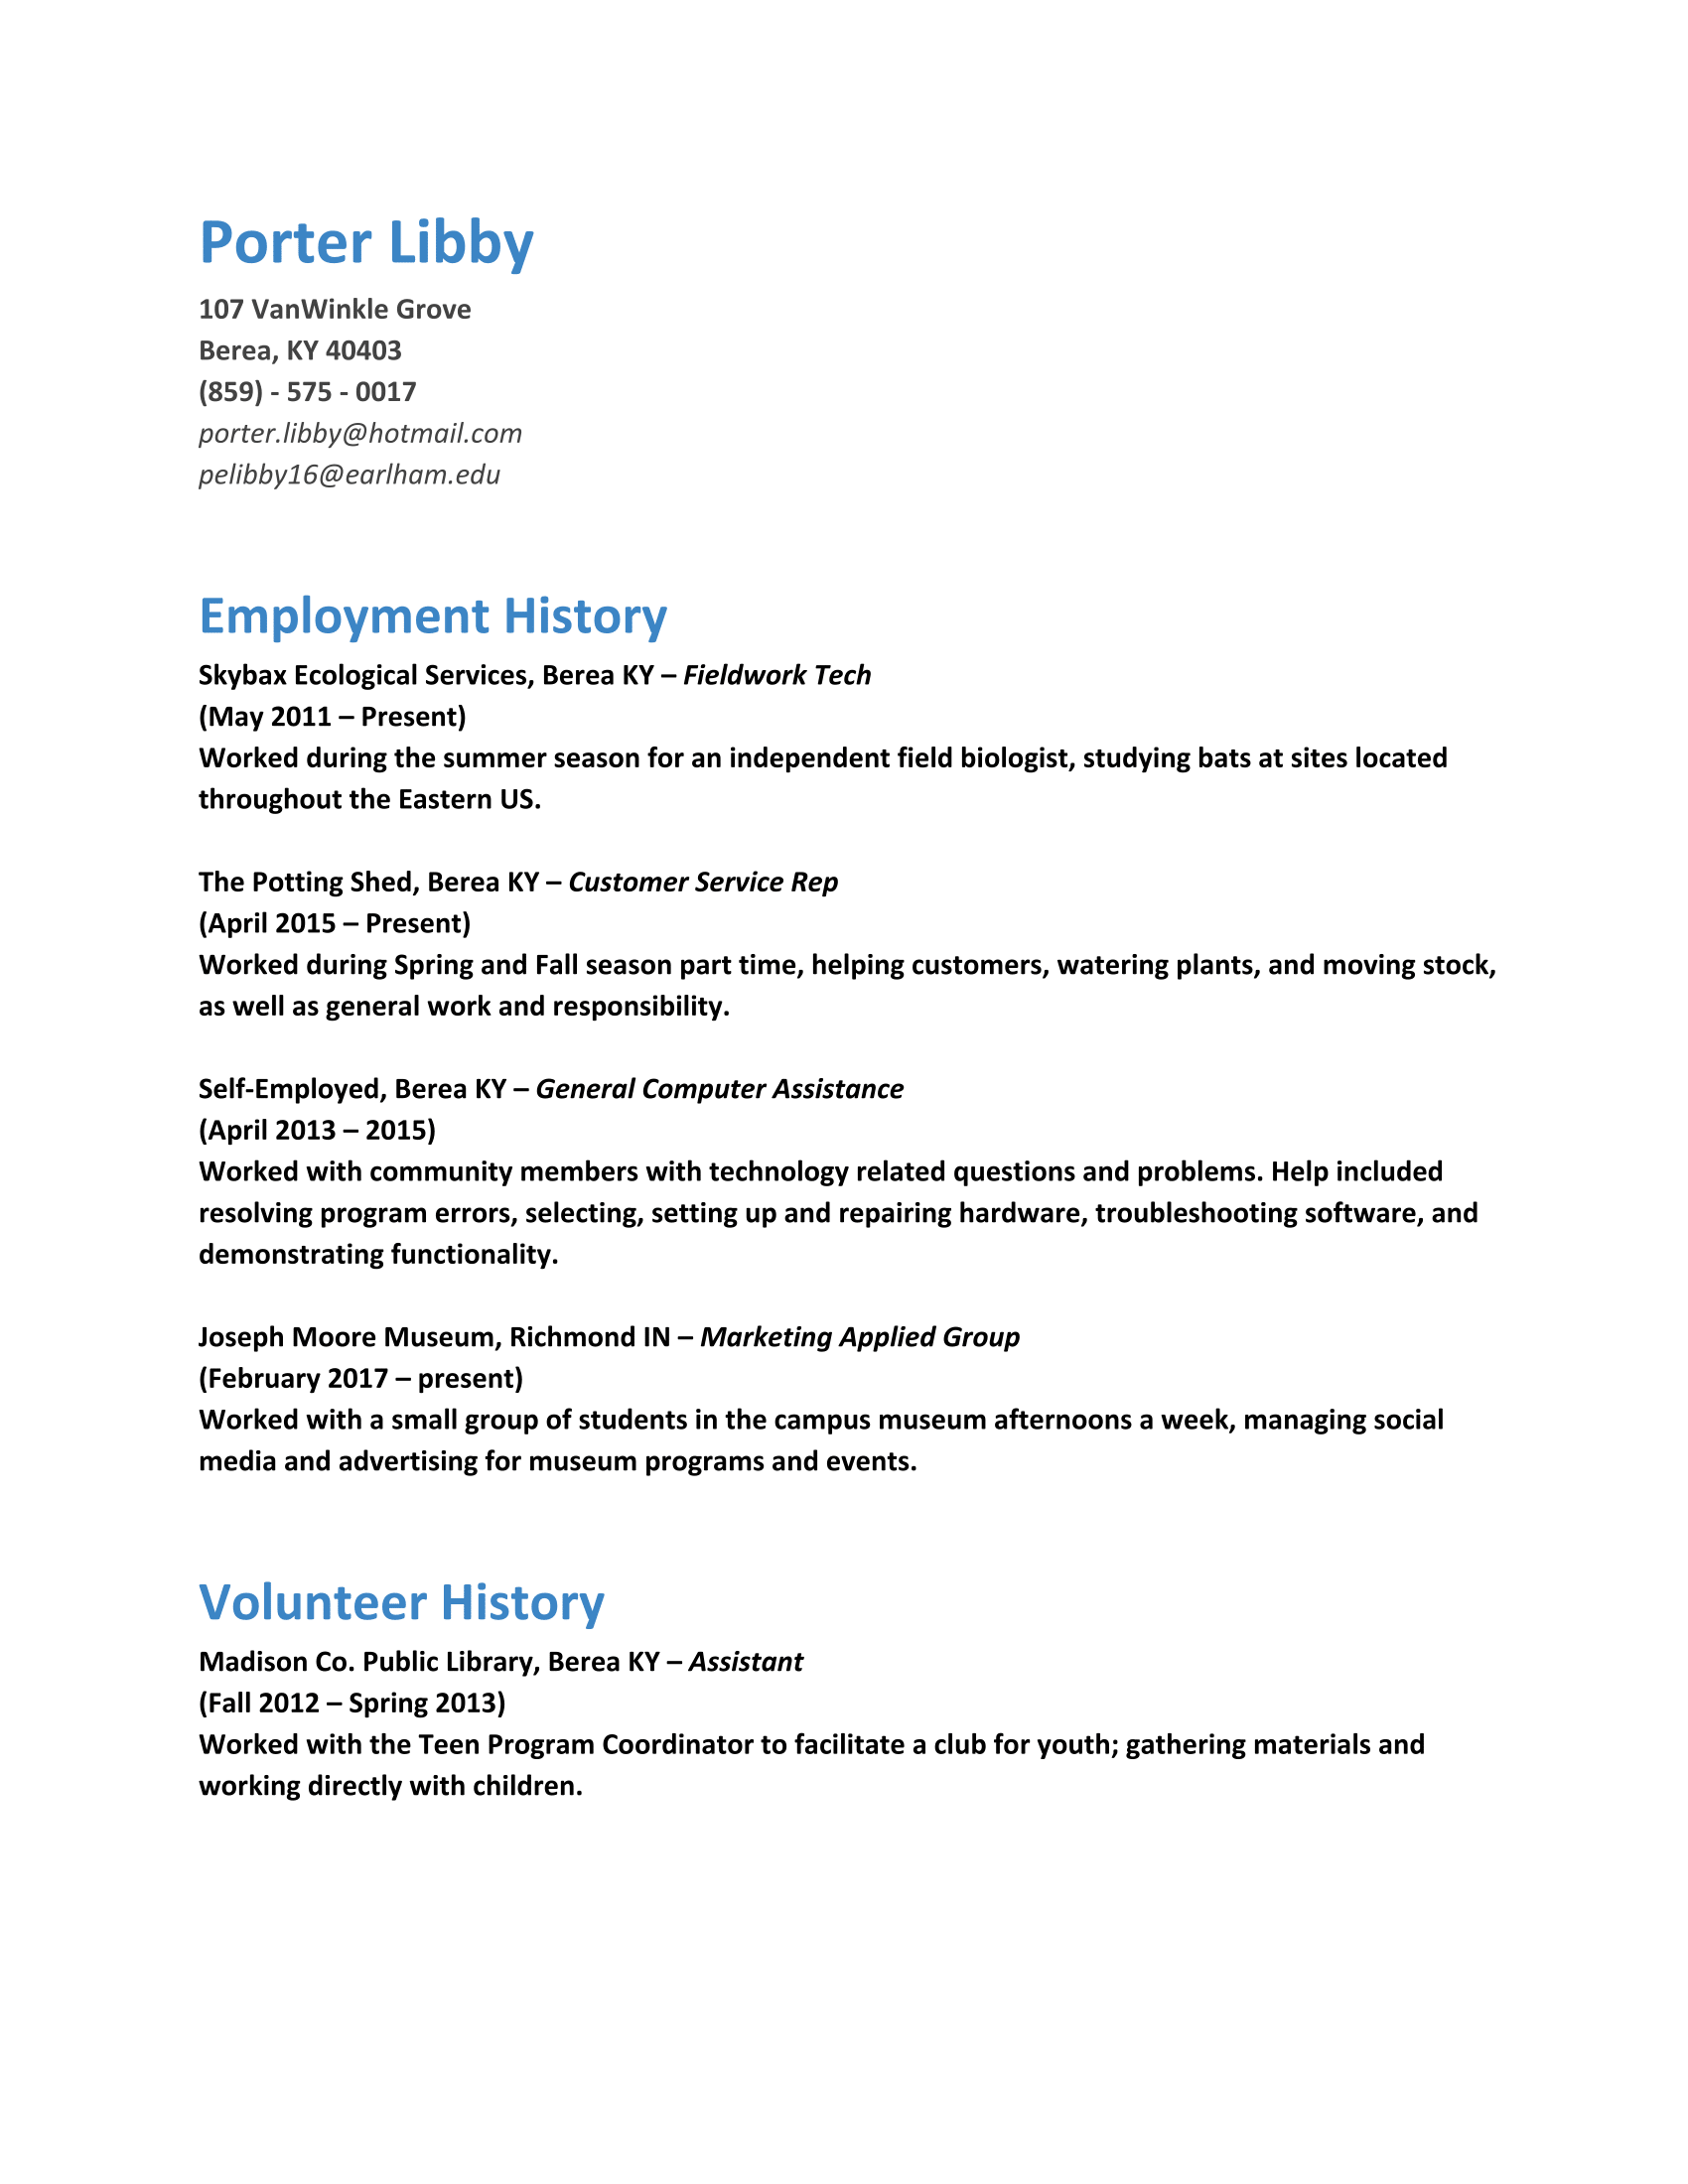 Porter Libby
107 VanWinkle Grove
Berea, KY 40403
(859) - 575 - 0017
porter.libby@hotmail.com
pelibby16@earlham.edu
Employment History
Skybax Ecological Services, Berea KY – Fieldwork Tech
(May 2011 – Present)
Worked during the summer season for an independent field biologist, studying bats at sites located
throughout the Eastern US.
The Potting Shed, Berea KY – Customer Service Rep
(April 2015 – Present)
Worked during Spring and Fall season part time, helping customers, watering plants, and moving stock,
as well as general work and responsibility.
Self-Employed, Berea KY – General Computer Assistance
(April 2013 – 2015)
Worked with community members with technology related questions and problems. Help included
resolving program errors, selecting, setting up and repairing hardware, troubleshooting software, and
demonstrating functionality.
Joseph Moore Museum, Richmond IN – Marketing Applied Group
(February 2017 – present)
Worked with a small group of students in the campus museum afternoons a week, managing social
media and advertising for museum programs and events.
Volunteer History
Madison Co. Public Library, Berea KY – Assistant
(Fall 2012 – Spring 2013)
Worked with the Teen Program Coordinator to facilitate a club for youth; gathering materials and
working directly with children.